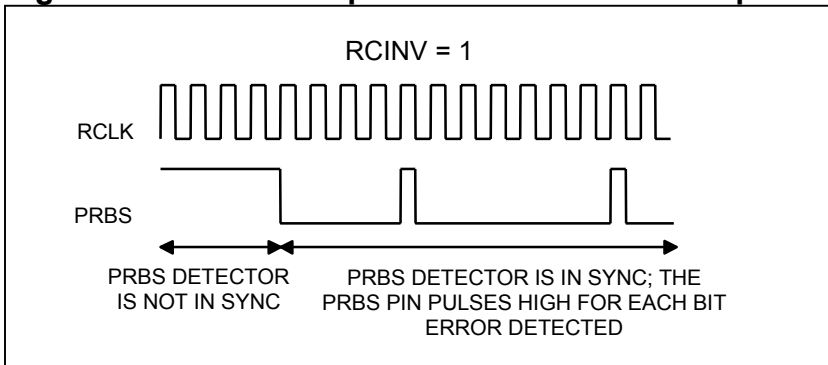 RCINV = 1
RCLK
PRBS
PRBS DETECTOR
IS NOT IN SYNC
PRBS DETECTOR IS IN SYNC; THE
PRBS PIN PULSES HIGH FOR EACH BIT
ERROR DETECTED